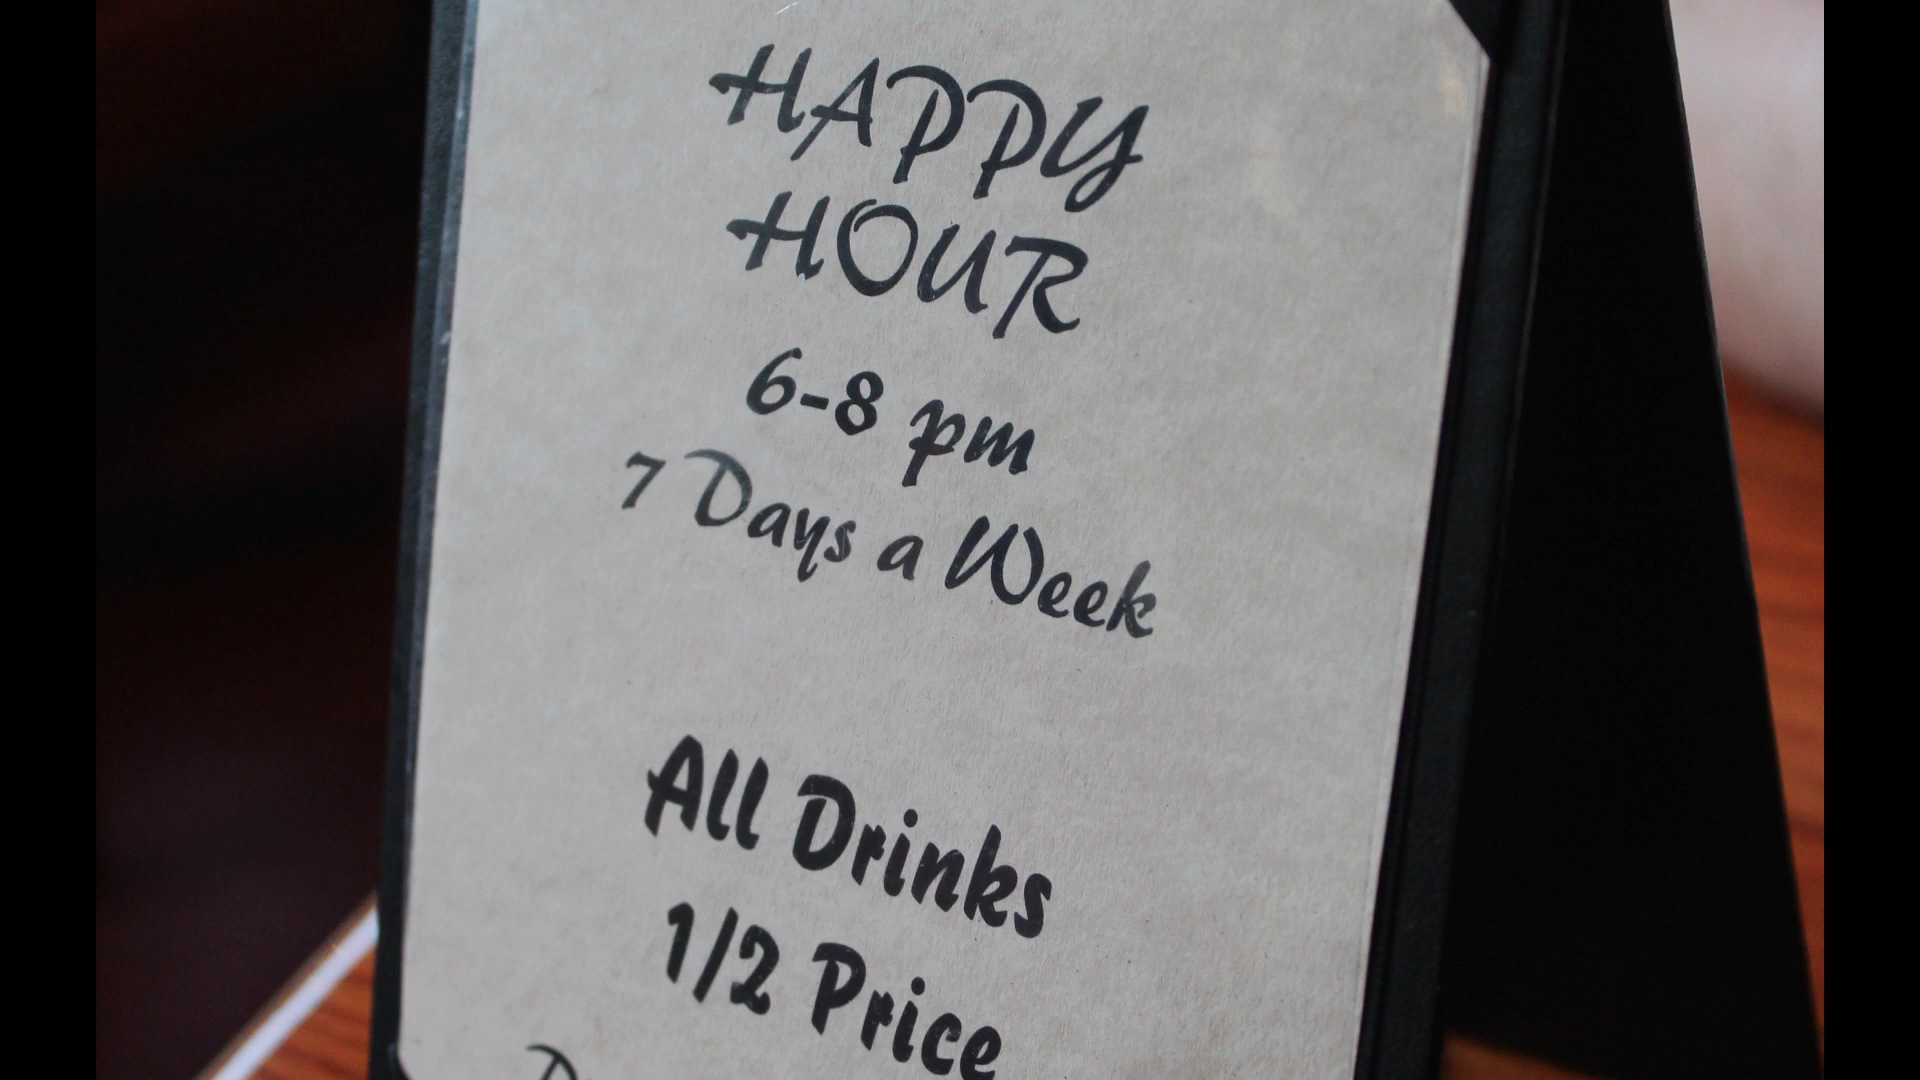 HAPPY
HOUR
6-8 pm
7 Days a Week
All Drinks
1/2 Price